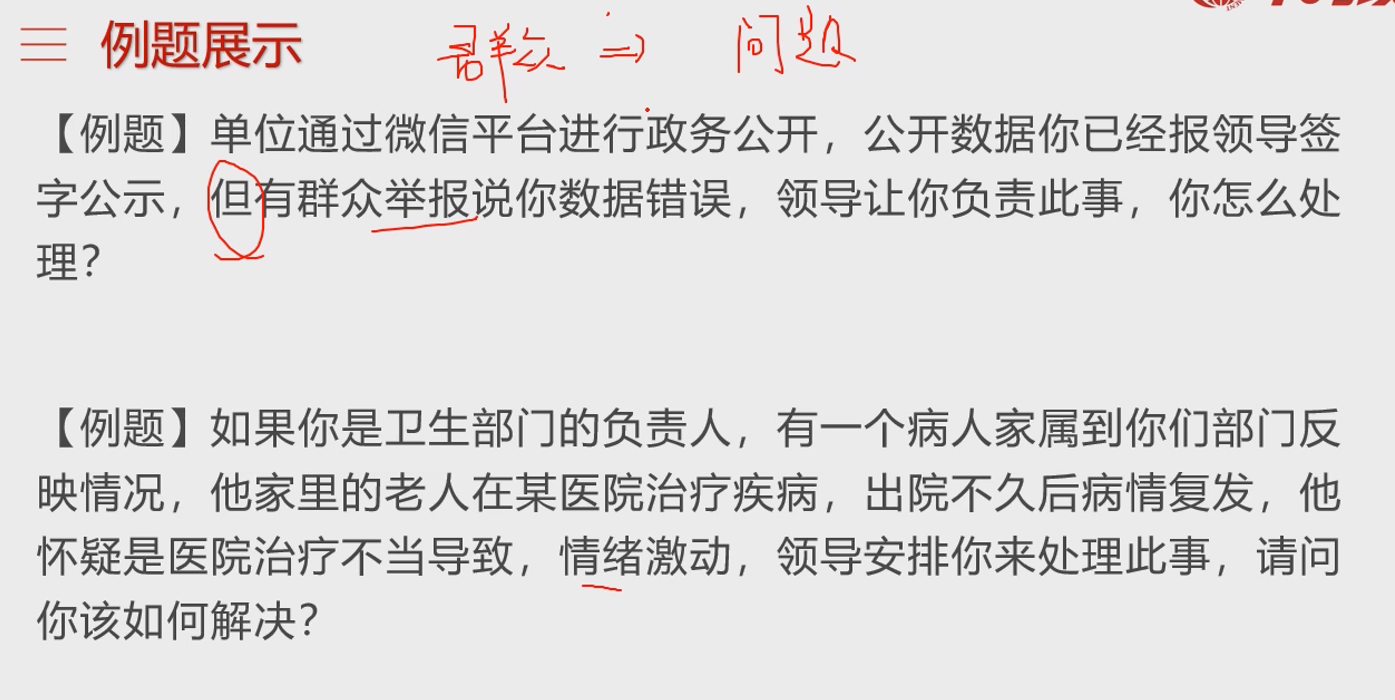 例题展示
群众 ⇒ 问题
【例题】单位通过微信平台进行政务公开，公开数据你已经报领导签
字公示，但有群众举报说你数据错误，领导让你负责此事，你怎么处
理？
【例题】如果你是卫生部门的负责人，有一个病人家属到你们部门反
映情况，他家里的老人在某医院治疗疾病，出院不久后病情复发，他
怀疑是医院治疗不当导致，情绪激动，领导安排你来处理此事，请问
你该如何解决？